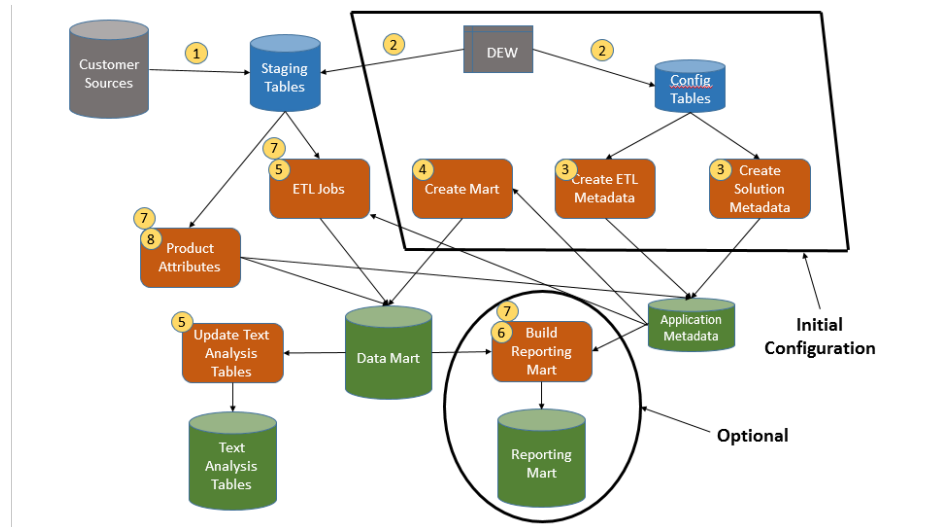 Customer
Sources
1
Staging
Tables
2
DEW
2
Config
Tables
7
5
ETL Jobs
4
Create Mart
3
Create ETL
Metadata
3
Create
Solution
Metadata
7
8
Product
Attributes
5
Update Text
Analysis
Tables
Data Mart
7
6
Build
Reporting
Mart
Application
Metadata
Initial
Configuration
Text
Analysis
Tables
Reporting
Mart
Optional